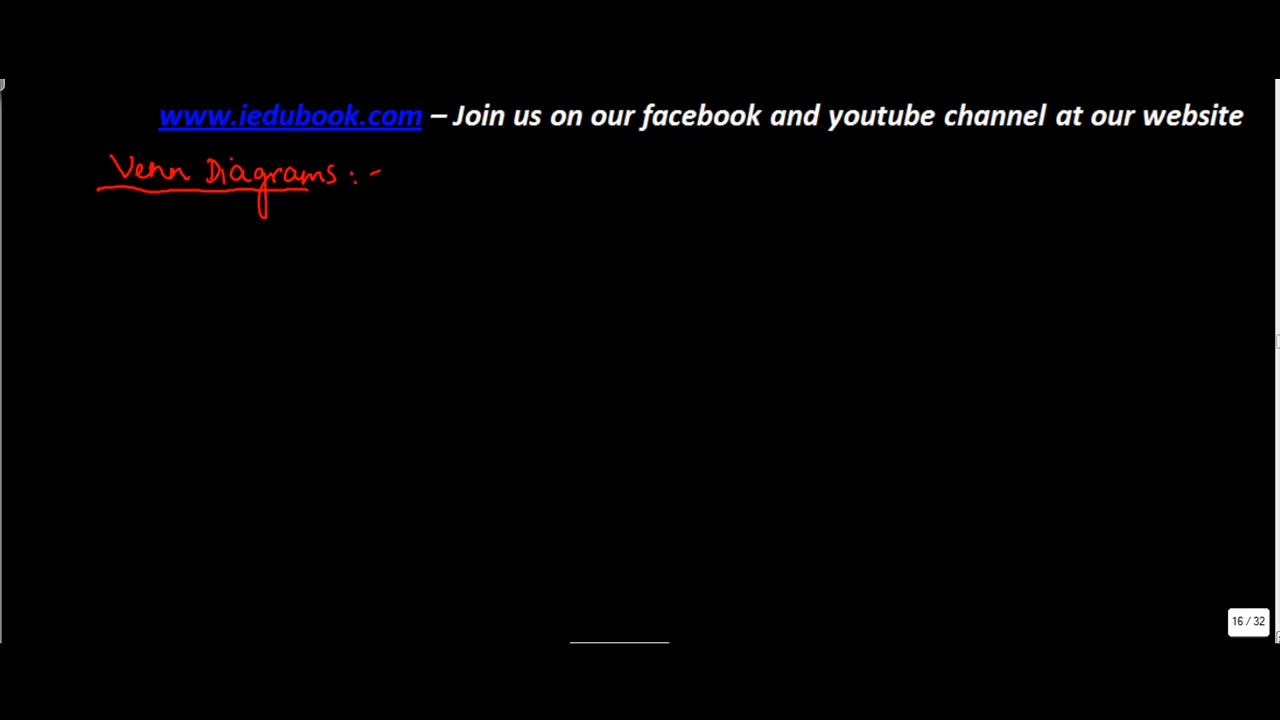 www.iedubook.com – Join us on our facebook and youtube channel at our website
Venn Diagrams : -
16 / 32